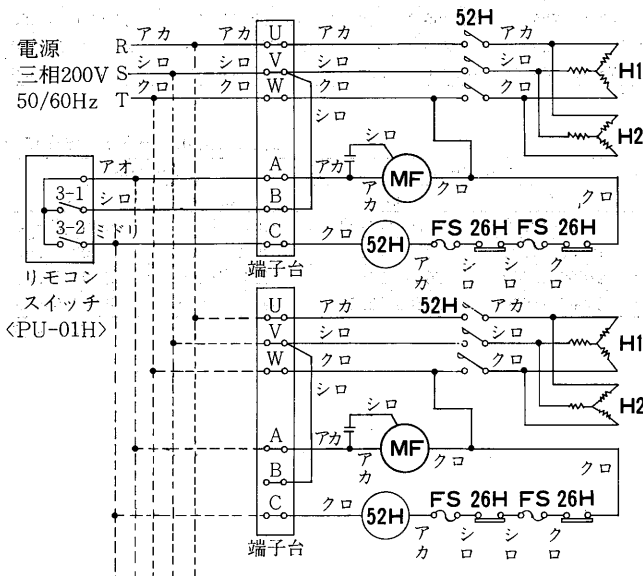 52H
電源 R アカ アカ アカ U アカ
三相200V S シロ シロ シロ V シロ H1
50/60Hz T クロ クロ クロ W クロ
シロ
H2
シロ
アオ A アカ MF クロ クロ
アカ
3-1 シロ B
3-2 ミドリ C クロ 52H FS 26H FS 26H
アカ シロ シロ クロ
端子台
リモコン
スイッチ
〈PU-01H〉
U アカ 52H アカ
V シロ シロ H1
W クロ クロ
シロ
H2
シロ
A アカ MF クロ クロ
アカ
B
C クロ 52H FS 26H FS 26H
アカ シロ シロ クロ
端子台